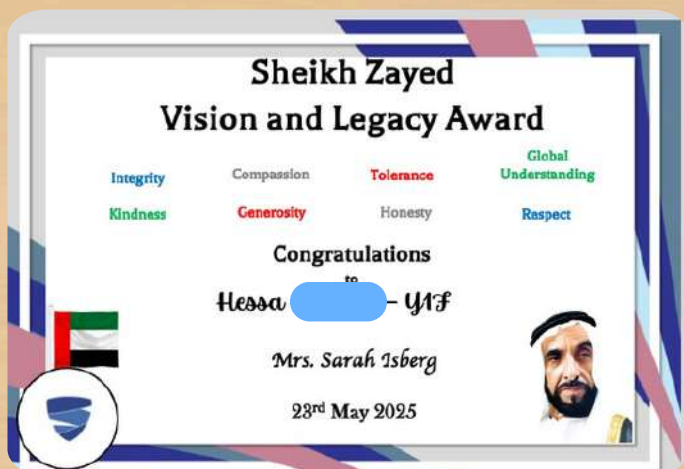 Sheikh Zayed
Vision and Legacy Award
Integrity Compassion Tolerance Global Understanding
Kindness Generosity Honesty Raspect
Congratulations
to
Hessa – Y1F
Mrs. Sarah Isberg
23rd May 2025